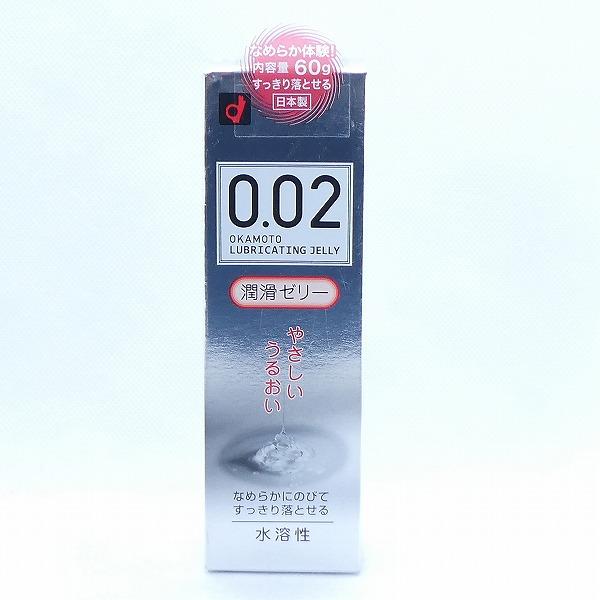 なめらか体験!
内容量 60g
すっきり落とせる
日本製
0.02
OKAMOTO
LUBRICATING JELLY
潤滑ゼリー
やさしい
うるおい
なめらかにのびて
すっきり落とせる
水溶性